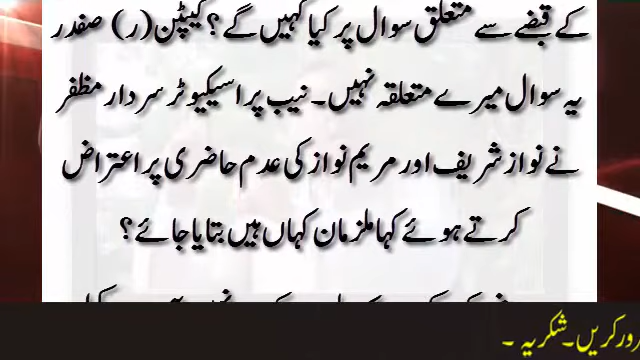 کے قبضے سے متعلق سوال پر کیا کہیں گے ؟ کیپٹن (ر) صفدر
یہ سوال میرے متعلقہ نہیں۔ نیب پراسیکیوٹر سردار مظفر
نے نواز شریف اور مریم نواز کی عدم حاضری پر اعتراض
کرتے ہوئے کہا ملزمان کہاں ہیں بتایا جائے ؟
کریں۔ شکریہ ۔